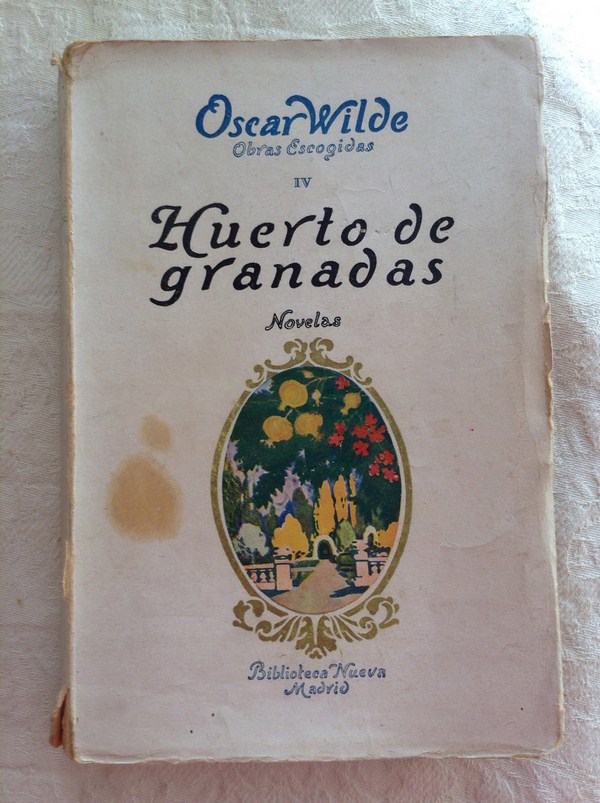 Oscar Wilde
Obras Escogidas
IV
Huerto de
granadas
Novelas
Biblioteca Nueva
Madrid